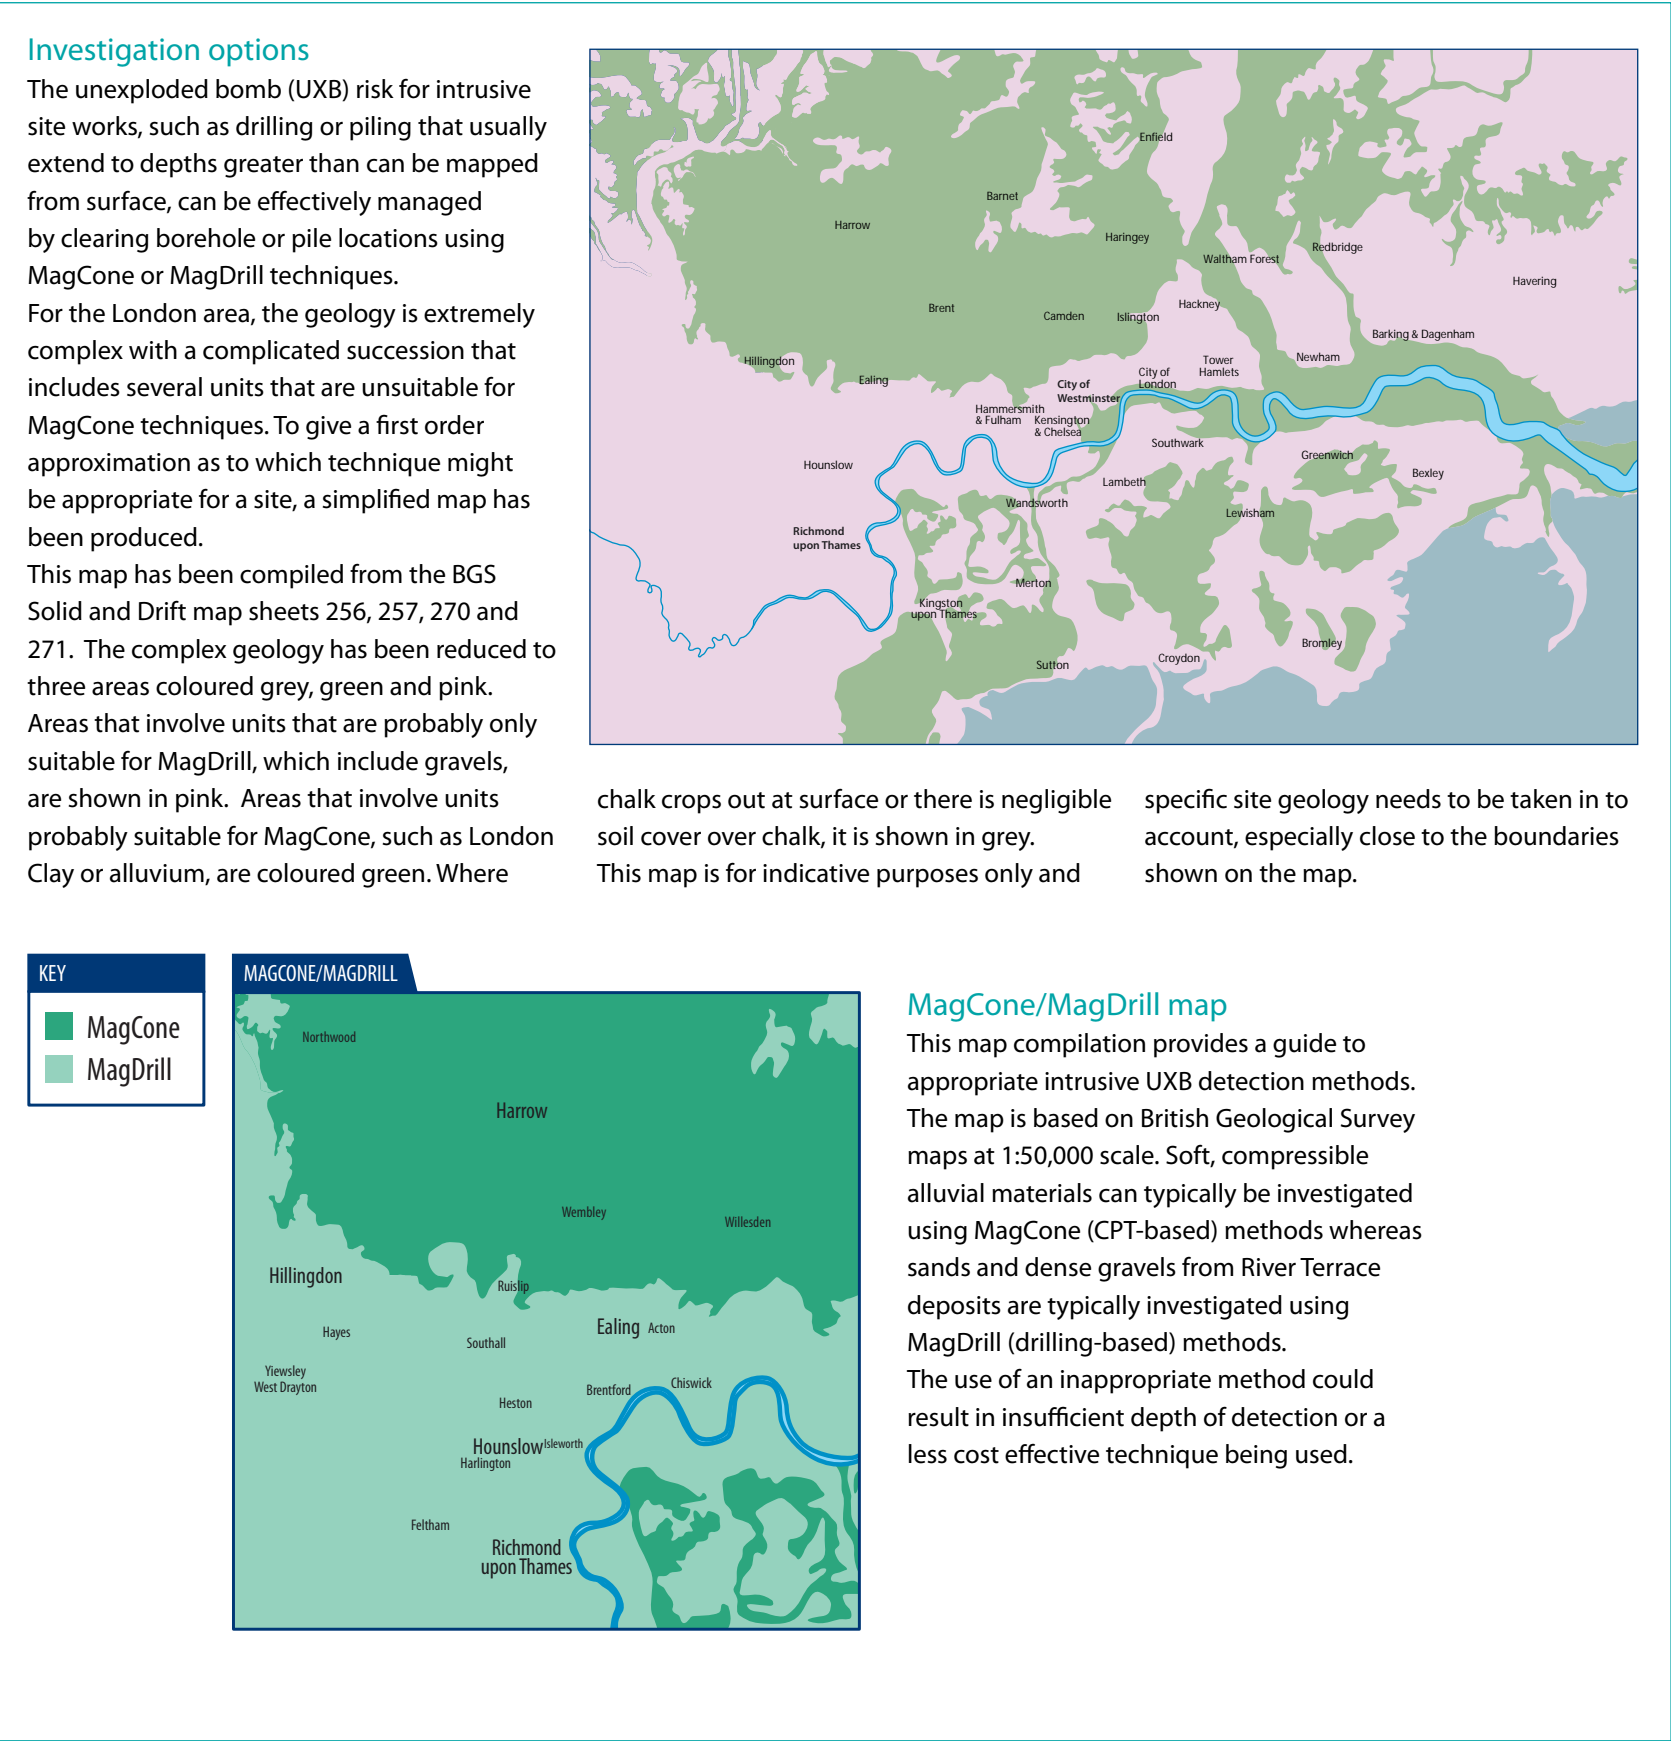 Investigation options
The unexploded bomb (UXB) risk for intrusive
site works, such as drilling or piling that usually
extend to depths greater than can be mapped
from surface, can be effectively managed
by clearing borehole or pile locations using
MagCone or MagDrill techniques.
For the London area, the geology is extremely
complex with a complicated succession that
includes several units that are unsuitable for
MagCone techniques. To give a first order
approximation as to which technique might
be appropriate for a site, a simplified map has
been produced.
This map has been compiled from the BGS
Solid and Drift map sheets 256, 257, 270 and
271. The complex geology has been reduced to
three areas coloured grey, green and pink.
Areas that involve units that are probably only
suitable for MagDrill, which include gravels,
are shown in pink. Areas that involve units
probably suitable for MagCone, such as London
Clay or alluvium, are coloured green. Where
Enfield
Barnet
Harrow
Haringey
Redbridge
Waltham Forest
Havering
Hackney
Brent
Camden
Islington
Barking & Dagenham
Hillingdon
Newham
Tower
Hamlets
Ealing
City of
London
City of
Westminster
Hammersmith
& Fulham
Kensington
& Chelsea
Southwark
Greenwich
Hounslow
Bexley
Lambeth
Wandsworth
Lewisham
Richmond
upon Thames
Merton
Kingston
upon Thames
Bromley
Croydon
Sutton
chalk crops out at surface or there is negligible
soil cover over chalk, it is shown in grey.
This map is for indicative purposes only and
specific site geology needs to be taken in to
account, especially close to the boundaries
shown on the map.
KEY
MagCone
MagDrill
MAGCONE/MAGDRILL
Northwood
Harrow
Wembley
Willesden
Hillingdon
Ruislip
Ealing
Acton
Hayes
Southall
Yiewsley
West Drayton
Chiswick
Brentford
Heston
Hounslow
Isleworth
Harlington
Feltham
Richmond
upon Thames
MagCone/MagDrill map
This map compilation provides a guide to
appropriate intrusive UXB detection methods.
The map is based on British Geological Survey
maps at 1:50,000 scale. Soft, compressible
alluvial materials can typically be investigated
using MagCone (CPT-based) methods whereas
sands and dense gravels from River Terrace
deposits are typically investigated using
MagDrill (drilling-based) methods.
The use of an inappropriate method could
result in insufficient depth of detection or a
less cost effective technique being used.